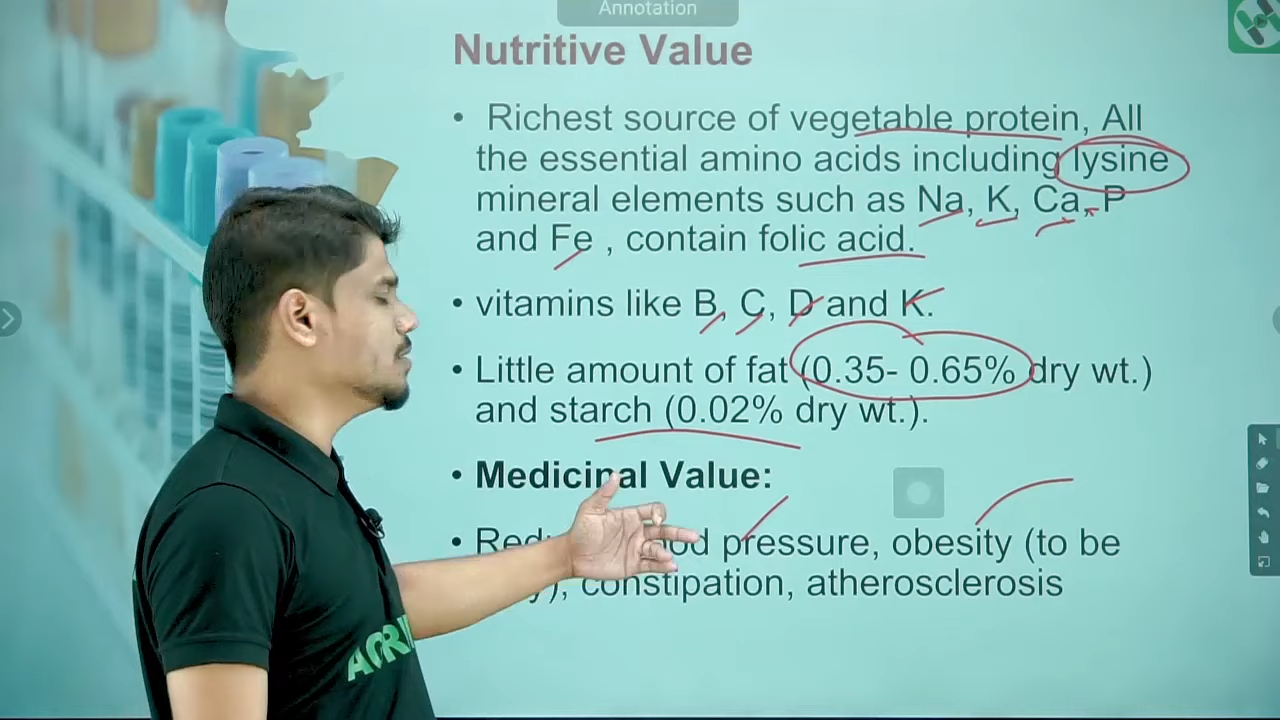 Annotation
Nutritive Value
• Richest source of vegetable protein, All
the essential amino acids including lysine
mineral elements such as Na, K, Ca, P
and Fe , contain folic acid.
• vitamins like B, C, D and K.
• Little amount of fat (0.35- 0.65% dry wt.)
and starch (0.02% dry wt.).
• Medicinal Value:
• pressure, obesity (to be
constipation, atherosclerosis